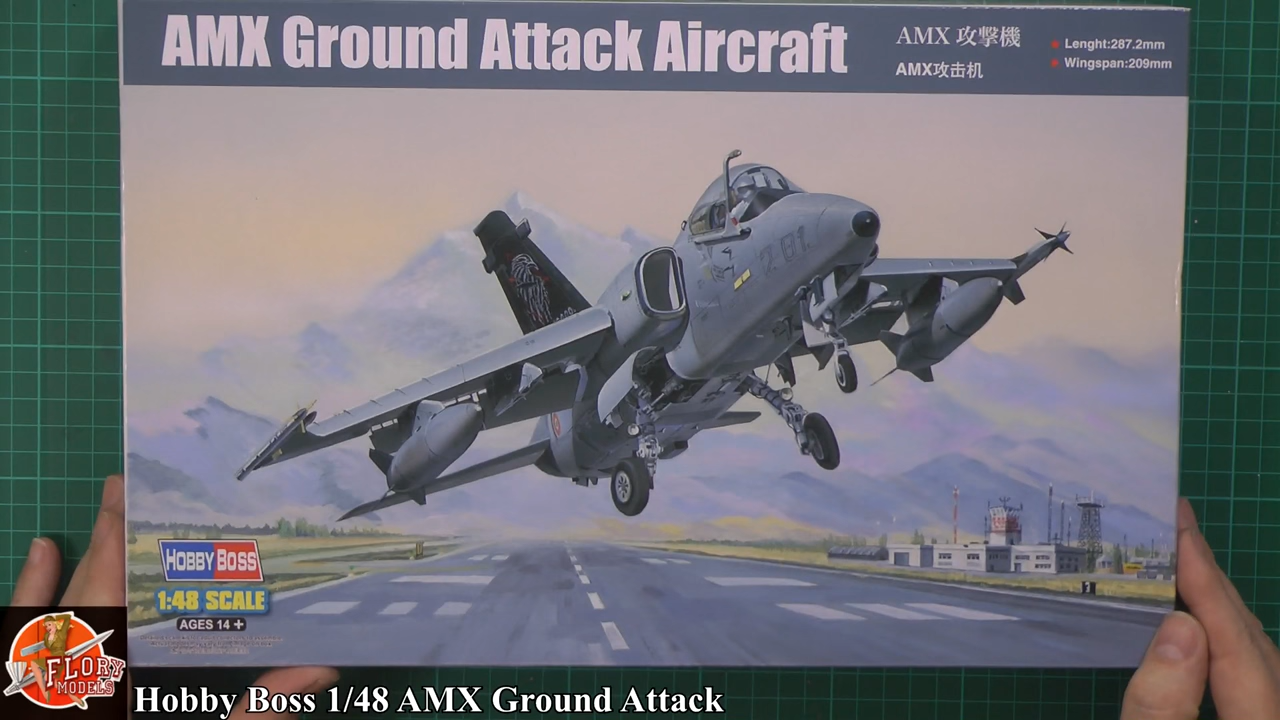 AMX Ground Attack Aircraft
AMX 攻擊機
AMX攻击机
Lenght:287.2mm
Wingspan:209mm
HOBBY BOSS
1:48 SCALE
AGES 14 +
FLORY
MODELS
Hobby Boss 1/48 AMX Ground Attack